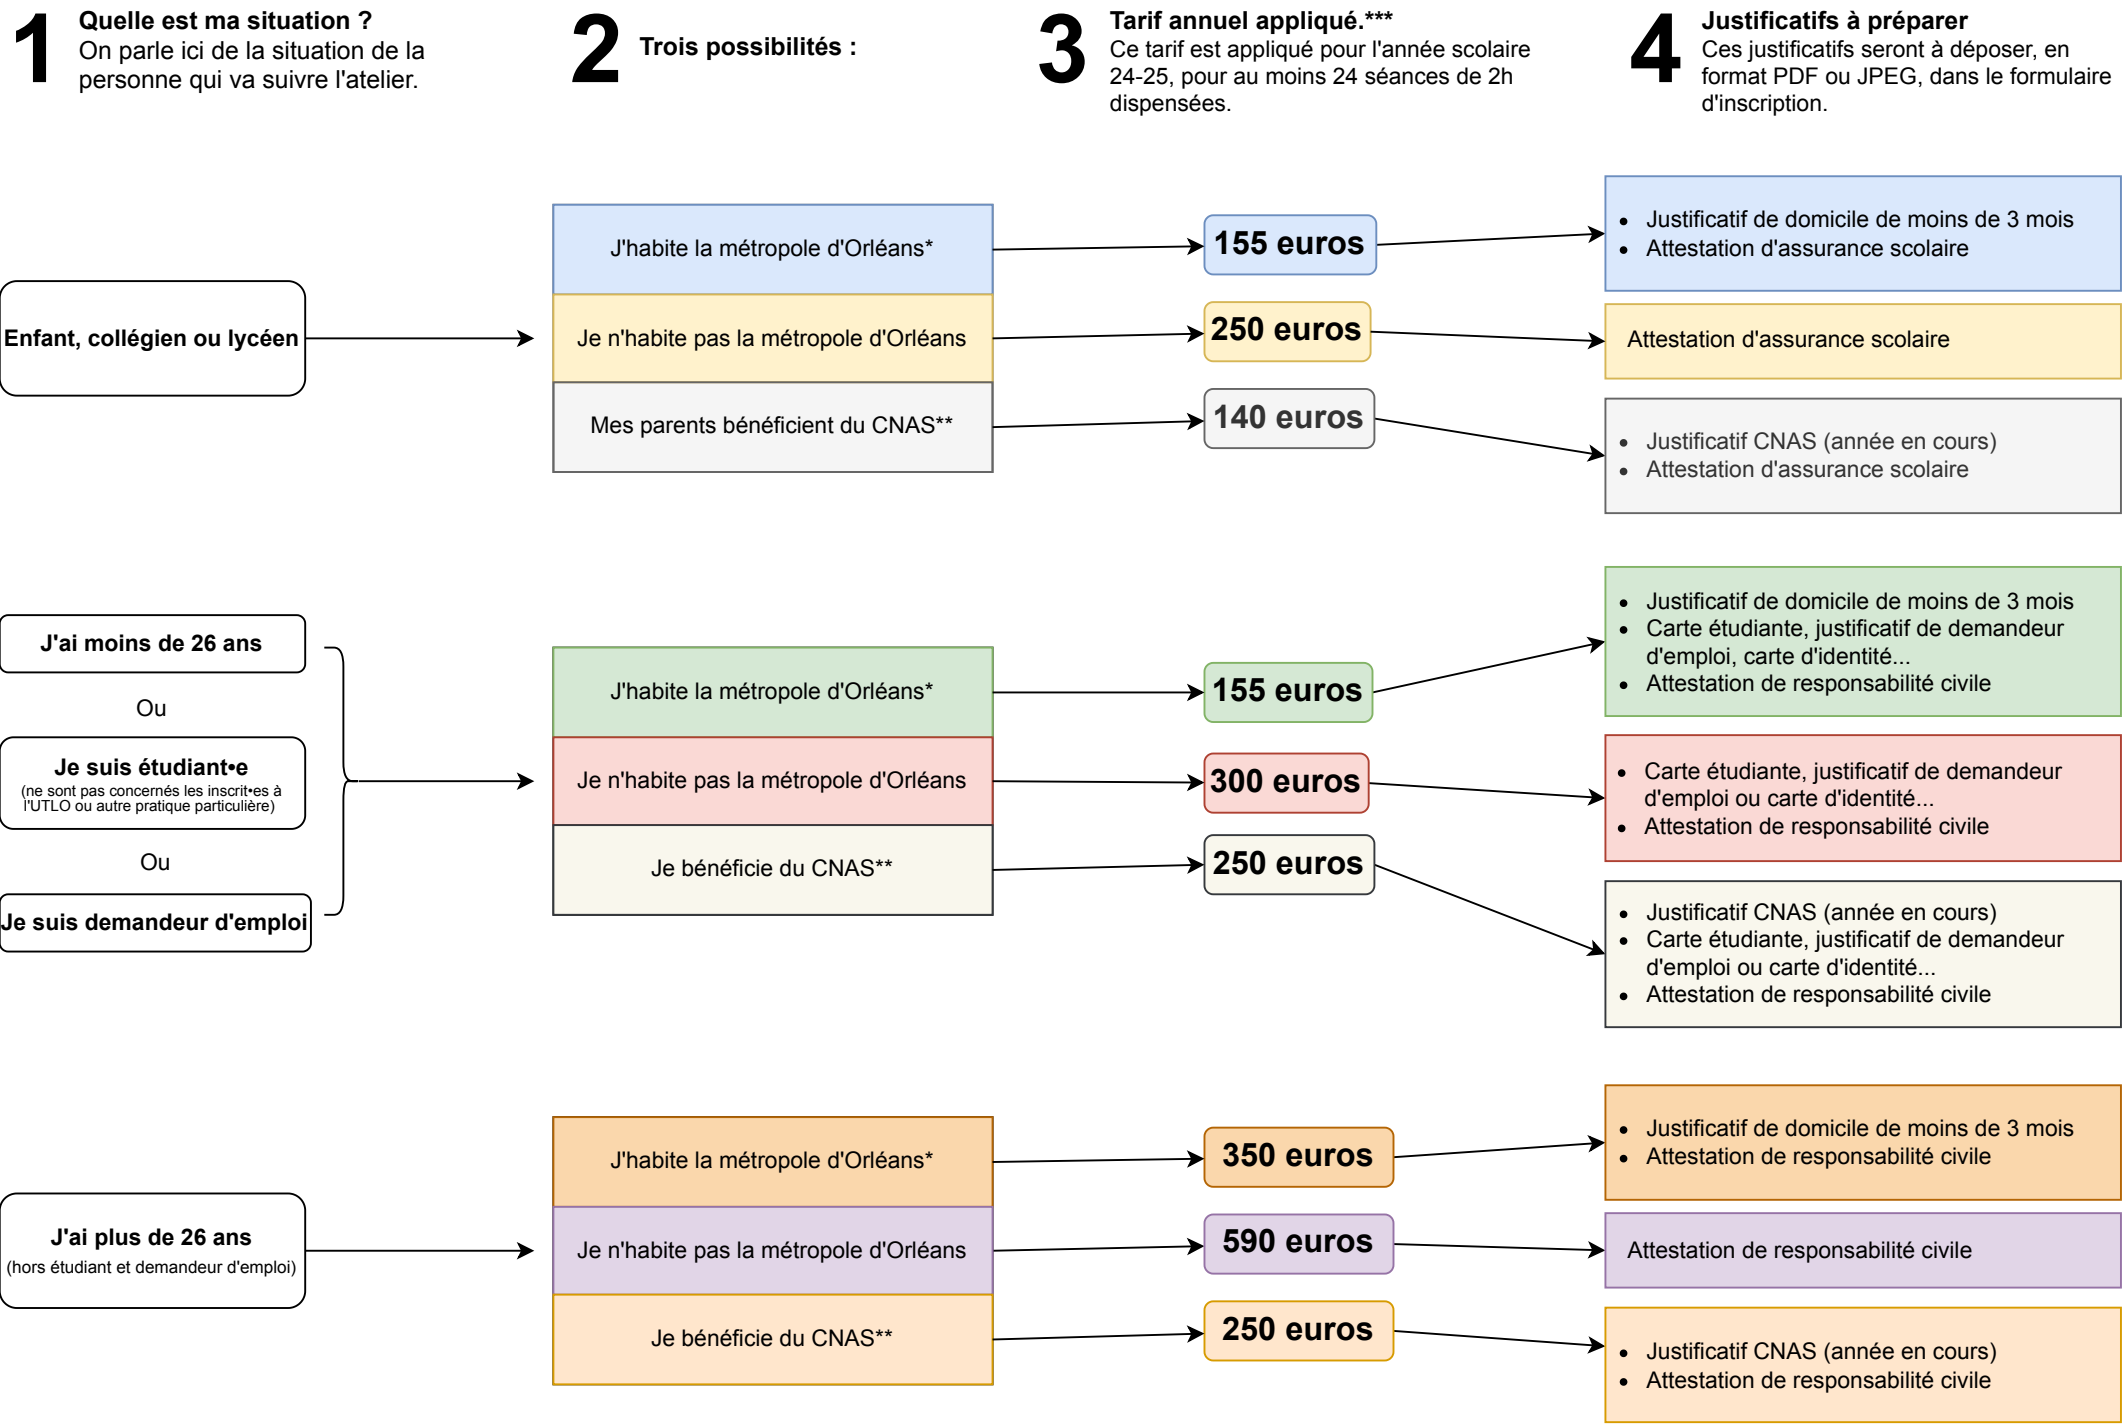 1
Quelle est ma situation ?
On parle ici de la situation de la
personne qui va suivre l'atelier.
2
Trois possibilités :
3
Tarif annuel appliqué.***
Ce tarif est appliqué pour l'année scolaire
24-25, pour au moins 24 séances de 2h
dispensées.
4
Justificatifs à préparer
Ces justificatifs seront à déposer, en
format PDF ou JPEG, dans le formulaire
d'inscription.
Enfant, collégien ou lycéen
J'habite la métropole d'Orléans*
155 euros
• Justificatif de domicile de moins de 3 mois
• Attestation d'assurance scolaire
Je n'habite pas la métropole d'Orléans
250 euros
Attestation d'assurance scolaire
Mes parents bénéficient du CNAS**
140 euros
• Justificatif CNAS (année en cours)
• Attestation d'assurance scolaire
J'ai moins de 26 ans
Ou
Je suis étudiant•e
(ne sont pas concernés les inscrit•es à
l'UTLO ou autre pratique particulière)
Ou
Je suis demandeur d'emploi
J'habite la métropole d'Orléans*
155 euros
• Justificatif de domicile de moins de 3 mois
• Carte étudiante, justificatif de demandeur
d'emploi, carte d'identité...
• Attestation de responsabilité civile
Je n'habite pas la métropole d'Orléans
300 euros
• Carte étudiante, justificatif de demandeur
d'emploi ou carte d'identité...
• Attestation de responsabilité civile
Je bénéficie du CNAS**
250 euros
• Justificatif CNAS (année en cours)
• Carte étudiante, justificatif de demandeur
d'emploi ou carte d'identité...
• Attestation de responsabilité civile
J'ai plus de 26 ans
(hors étudiant et demandeur d'emploi)
J'habite la métropole d'Orléans*
350 euros
• Justificatif de domicile de moins de 3 mois
• Attestation de responsabilité civile
Je n'habite pas la métropole d'Orléans
590 euros
Attestation de responsabilité civile
Je bénéficie du CNAS**
250 euros
• Justificatif CNAS (année en cours)
• Attestation de responsabilité civile